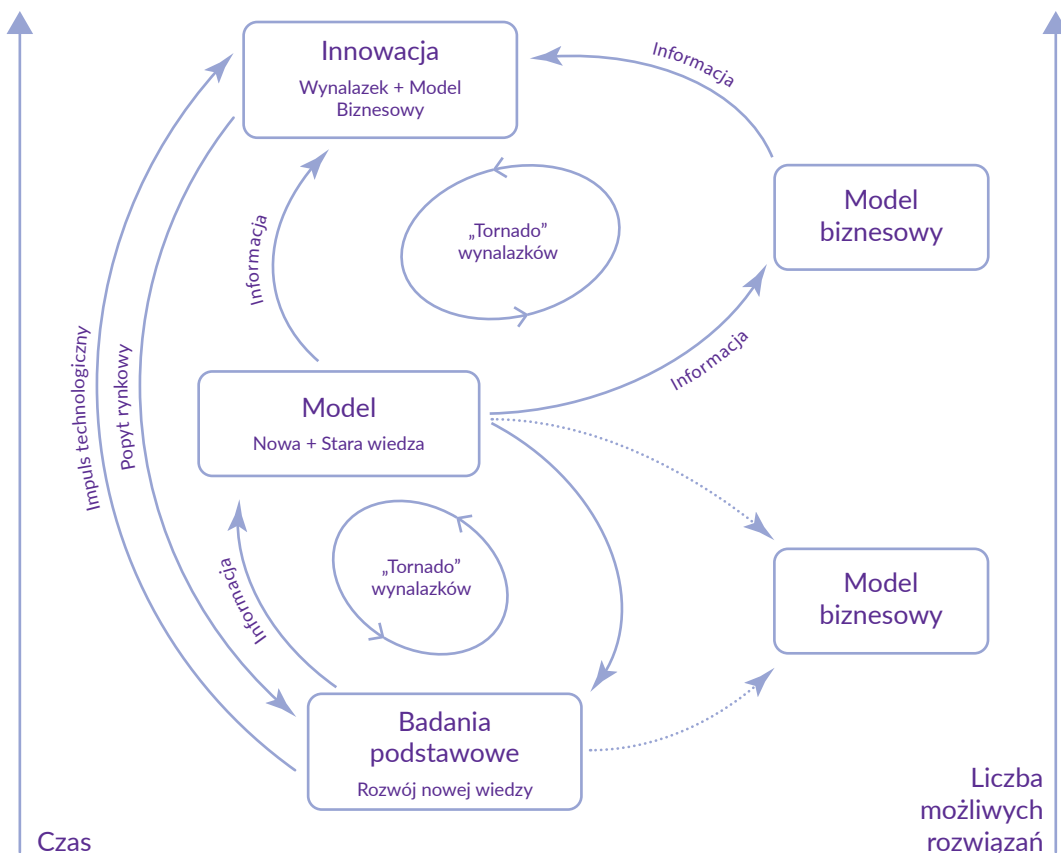 Innowacja
Wynalazek + Model
Biznesowy
Informacja
Model
biznesowy
„Tornado”
wynalazków
Informacja
Informacja
Impuls technologiczny
Popyt rynkowy
Model
Nowa + Stara wiedza
„Tornado”
wynalazków
Informacja
Model
biznesowy
Badania
podstawowe
Rozwój nowej wiedzy
Czas
Liczba
możliwych
rozwiązań